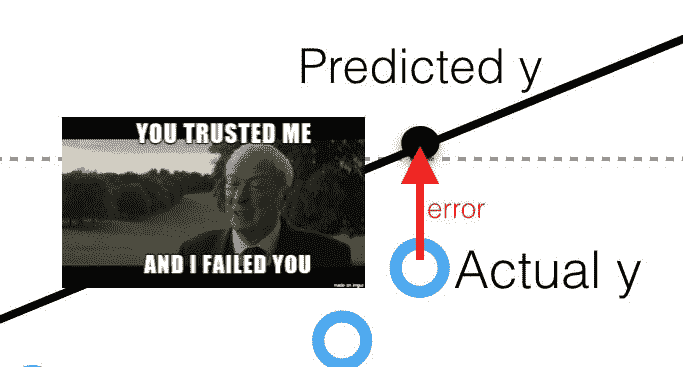 Predicted y
YOU TRUSTED ME
error
AND I FAILED YOU
Actual y
made on imgur